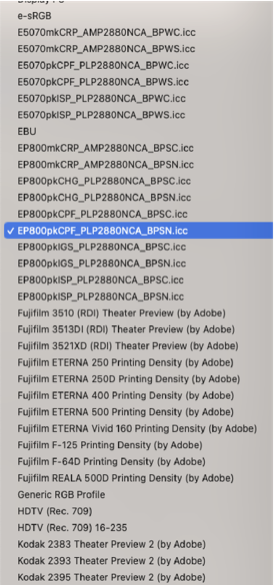 e-sRGB
E5070mkCRP_AMP2880NCA_BPWC.icc
E5070mkCRP_AMP2880NCA_BPWS.icc
E5070pkCPF_PLP2880NCA_BPWC.icc
E5070pkCPF_PLP2880NCA_BPWS.icc
E5070pkISP_PLP2880NCA_BPWC.icc
E5070pkISP_PLP2880NCA_BPWS.icc
EBU
EP800mkCRP_AMP2880NCA_BPSC.icc
EP800mkCRP_AMP2880NCA_BPSN.icc
EP800pkCHG_PLP2880NCA_BPSC.icc
EP800pkCHG_PLP2880NCA_BPSN.icc
EP800pkCPF_PLP2880NCA_BPSC.icc
✓ EP800pkCPF_PLP2880NCA_BPSN.icc
EP800pkIGS_PLP2880NCA_BPSC.icc
EP800pkIGS_PLP2880NCA_BPSN.icc
EP800pkISP_PLP2880NCA_BPSC.icc
EP800pkISP_PLP2880NCA_BPSN.icc
Fujifilm 3510 (RDI) Theater Preview (by Adobe)
Fujifilm 3513DI (RDI) Theater Preview (by Adobe)
Fujifilm 3521XD (RDI) Theater Preview (by Adobe)
Fujifilm ETERNA 250 Printing Density (by Adobe)
Fujifilm ETERNA 250D Printing Density (by Adobe)
Fujifilm ETERNA 400 Printing Density (by Adobe)
Fujifilm ETERNA 500 Printing Density (by Adobe)
Fujifilm ETERNA Vivid 160 Printing Density (by Adobe)
Fujifilm F-125 Printing Density (by Adobe)
Fujifilm F-64D Printing Density (by Adobe)
Fujifilm REALA 500D Printing Density (by Adobe)
Generic RGB Profile
HDTV (Rec. 709)
HDTV (Rec. 709) 16-235
Kodak 2383 Theater Preview 2 (by Adobe)
Kodak 2393 Theater Preview 2 (by Adobe)
Kodak 2395 Theater Preview 2 (by Adobe)